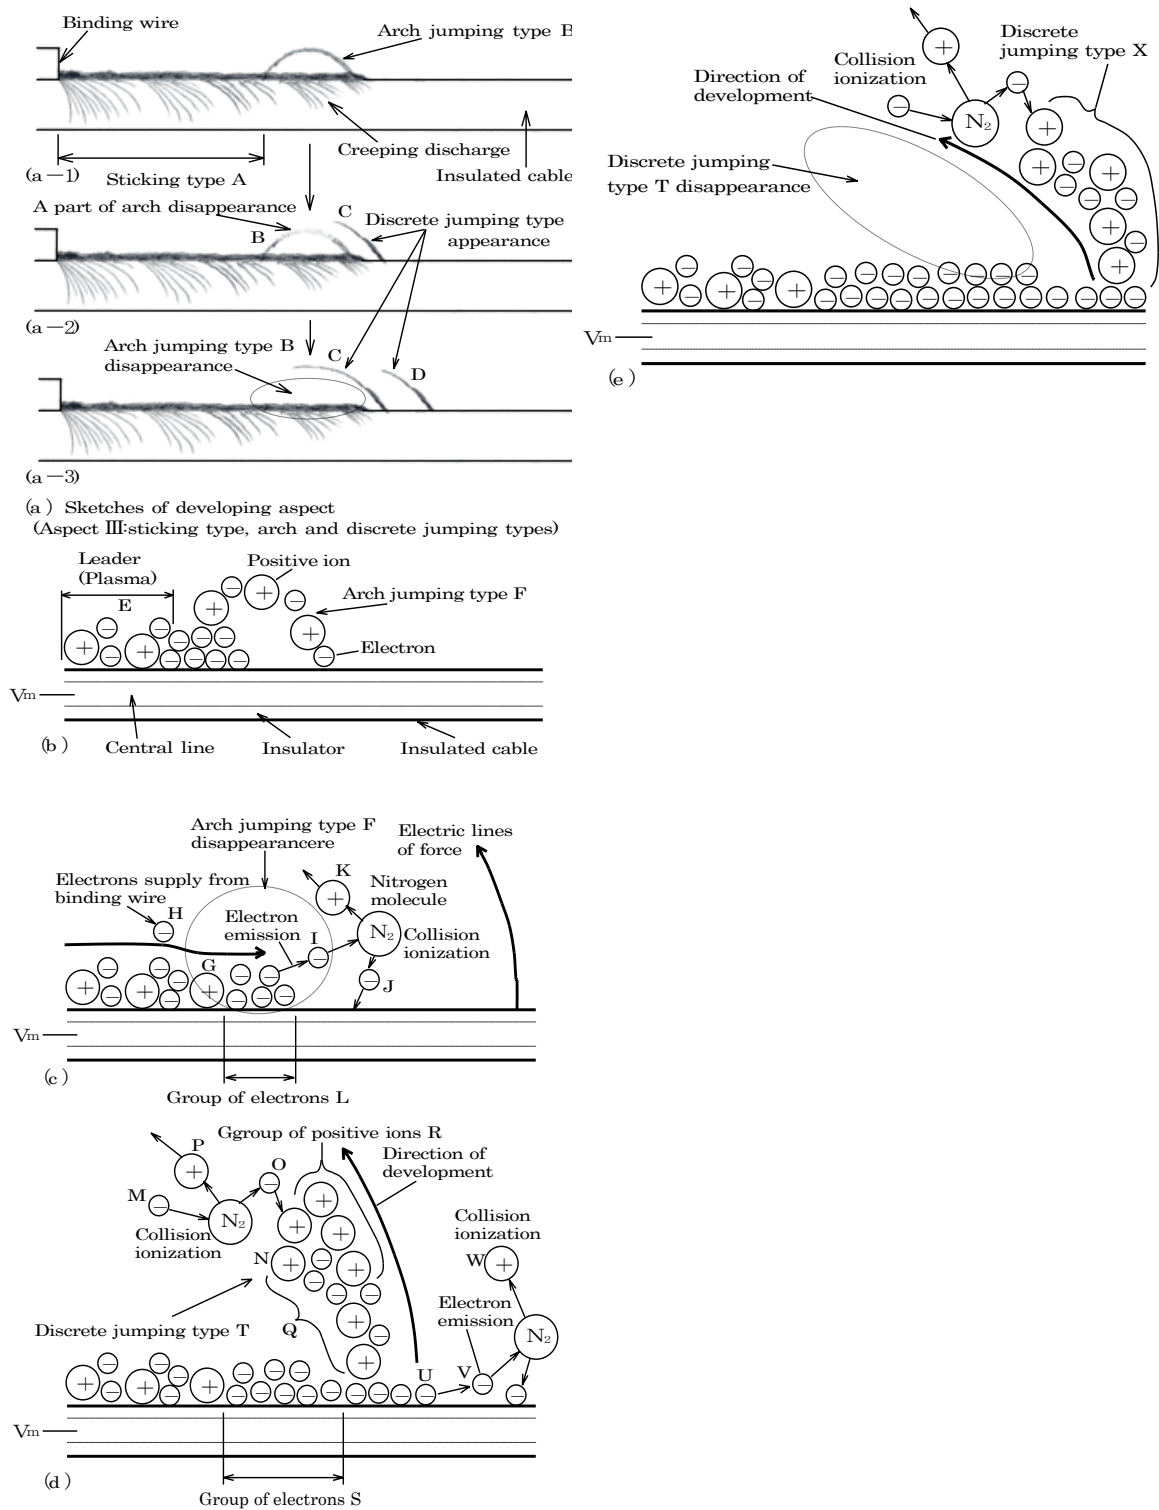 Binding wire
Arch jumping type B
Creeping discharge
(a－1)
Sticking type A
Insulated cable
A part of arch disappearance
C
Discrete jumping type
appearance
B
(a－2)
Arch jumping type B
disappearance
C
D
(a－3)
(a) Sketches of developing aspect
(Aspect Ⅲ:sticking type, arch and discrete jumping types)
Leader
(Plasma)
E
Positive ion
Arch jumping type F
Electron
Vm
(b)
Central line
Insulator
Insulated cable
Arch jumping type F
disappearancere
Electric lines
of force
Electrons supply from
binding wire
H
K
Nitrogen
molecule
Electron
emission
I
N2
Collision
ionization
G
J
Vm
(c)
Group of electrons L
Ggroup of positive ions R
Direction of
development
P
O
M
N2
Collision
ionization
N
Collision
ionization
W
Electron
emission
N2
Discrete jumping type T
Q
U
V
Vm
(d)
Group of electrons S
Discrete
jumping type X
Collision
ionization
Direction of
development
N2
Discrete jumping
type T disappearance
Vm
(e)